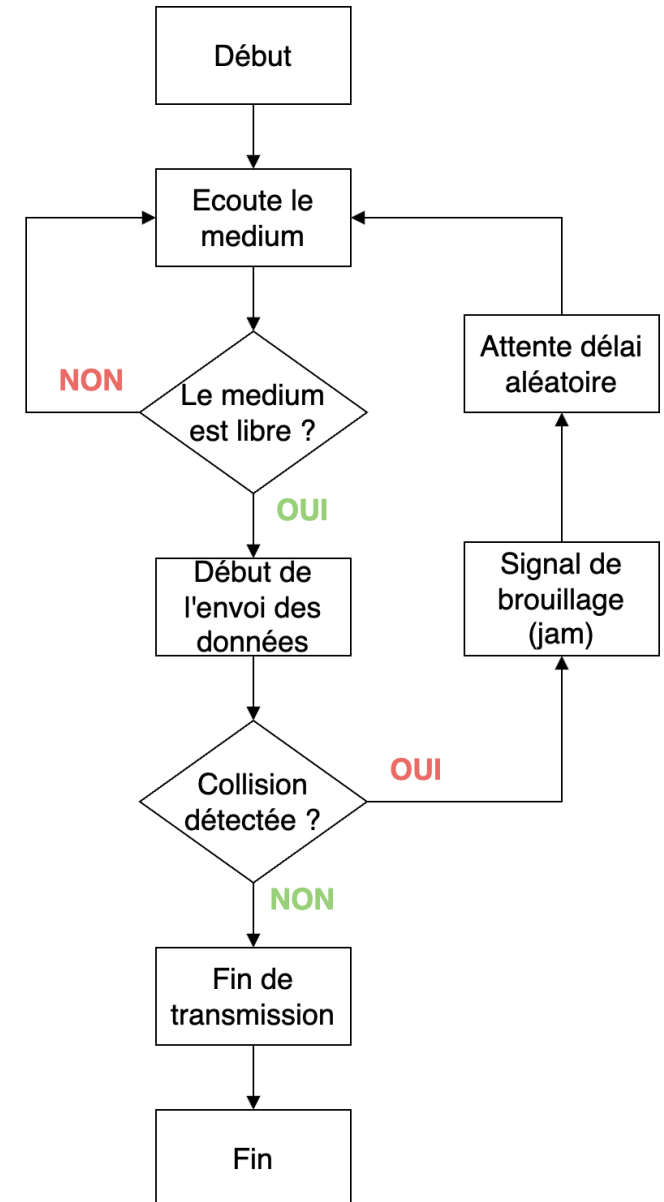 Début
Ecoute le
medium
NON
Le medium
est libre ?
OUI
Début de
l'envoi des
données
Collision
détectée ?
OUI
Signal de
brouillage
(jam)
Attente délai
aléatoire
NON
Fin de
transmission
Fin